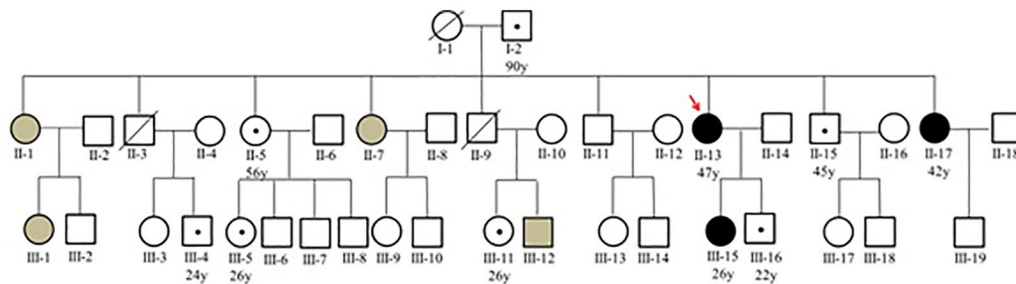 I-1 I-2
90y
II-1 II-2 II-3 II-4 II-5 II-6 II-7 II-8 II-9 II-10 II-11 II-12 II-13 II-14 II-15 II-16 II-17 II-18
56y 47y 45y 42y
III-1 III-2 III-3 III-4 III-5 III-6 III-7 III-8 III-9 III-10 III-11 III-12 III-13 III-14 III-15 III-16 III-17 III-18 III-19
24y 26y 26y 26y 22y